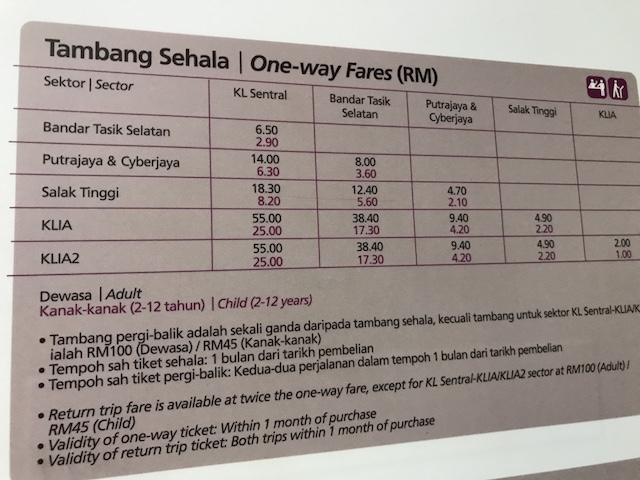 Tambang Sehala | One-way Fares (RM)
Sektor | Sector KL Sentral Bandar Tasik Selatan Putrajaya & Cyberjaya Salak Tinggi KLIA
Bandar Tasik Selatan 6.50
2.90
Putrajaya & Cyberjaya 14.00 8.00
6.30 3.60
Salak Tinggi 18.30 12.40 4.70
8.20 5.60 2.10
KLIA 55.00 38.40 9.40 4.90
25.00 17.30 4.20 2.20
KLIA2 55.00 38.40 9.40 4.90 2.00
25.00 17.30 4.20 2.20 1.00
Dewasa | Adult
Kanak-kanak (2-12 tahun) | Child (2-12 years)
• Tambang pergi-balik adalah sekali ganda daripada tambang sehala, kecuali tambang untuk sektor KL Sentral-KLIA/K
ialah RM100 (Dewasa) / RM45 (Kanak-kanak)
• Tempoh sah tiket sehala: 1 bulan dari tarikh pembelian
• Tempoh sah tiket pergi-balik: Kedua-dua perjalanan dalam tempoh 1 bulan dari tarikh pembelian
• Return trip fare is available at twice the one-way fare, except for KL Sentral-KLIA/KLIA2 sector at RM100 (Adult) /
RM45 (Child)
• Validity of one-way ticket: Within 1 month of purchase
• Validity of return trip ticket: Both trips within 1 month of purchase